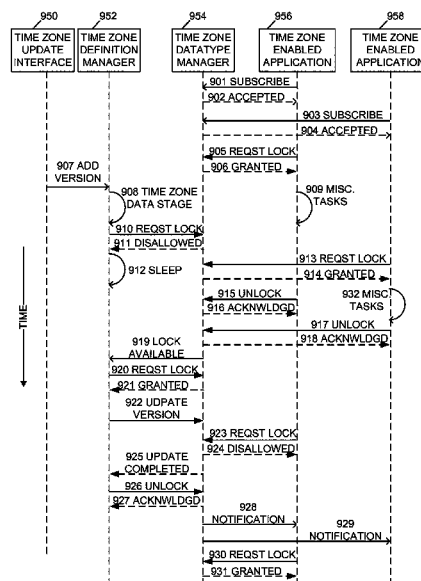 950
952
954
956
958
TIME ZONE
UPDATE
INTERFACE
TIME ZONE
DEFINITION
MANAGER
TIME ZONE
DATATYPE
MANAGER
TIME ZONE
ENABLED
APPLICATION
TIME ZONE
ENABLED
APPLICATION
901 SUBSCRIBE
902 ACCEPTED
903 SUBSCRIBE
904 ACCEPTED
905 REQST LOCK
906 GRANTED
907 ADD
VERSION
908 TIME ZONE
DATA STAGE
909 MISC.
TASKS
910 REQST LOCK
911 DISALLOWED
912 SLEEP
913 REQST LOCK
914 GRANTED
915 UNLOCK
916 ACKNWLDGD
932 MISC
TASKS
917 UNLOCK
918 ACKNWLDGD
919 LOCK
AVAILABLE
920 REQST LOCK
921 GRANTED
922 UDPATE
VERSION
923 REQST LOCK
924 DISALLOWED
925 UPDATE
COMPLETED
926 UNLOCK
927 ACKNWLDGD
928
NOTIFICATION
929
NOTIFICATION
930 REQST LOCK
931 GRANTED
TIME